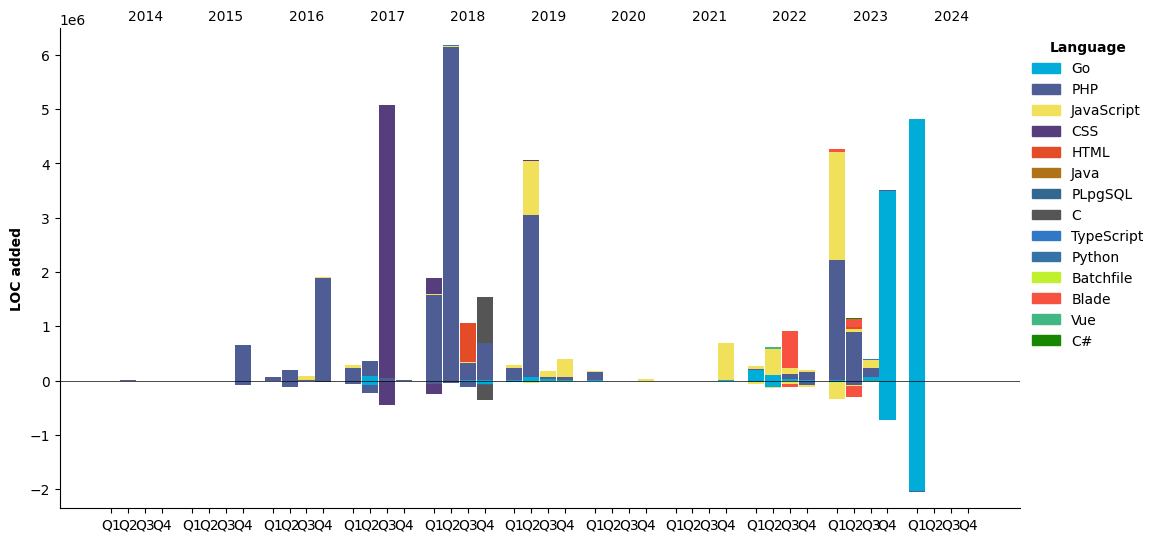 1e6
2014 2015 2016 2017 2018 2019 2020 2021 2022 2023 2024
6
5
4
3
2
1
0
−1
−2
LOC added
Q1Q2Q3Q4 Q1Q2Q3Q4 Q1Q2Q3Q4 Q1Q2Q3Q4 Q1Q2Q3Q4 Q1Q2Q3Q4 Q1Q2Q3Q4 Q1Q2Q3Q4 Q1Q2Q3Q4 Q1Q2Q3Q4 Q1Q2Q3Q4
Language
Go
PHP
JavaScript
CSS
HTML
Java
PLpgSQL
C
TypeScript
Python
Batchfile
Blade
Vue
C#